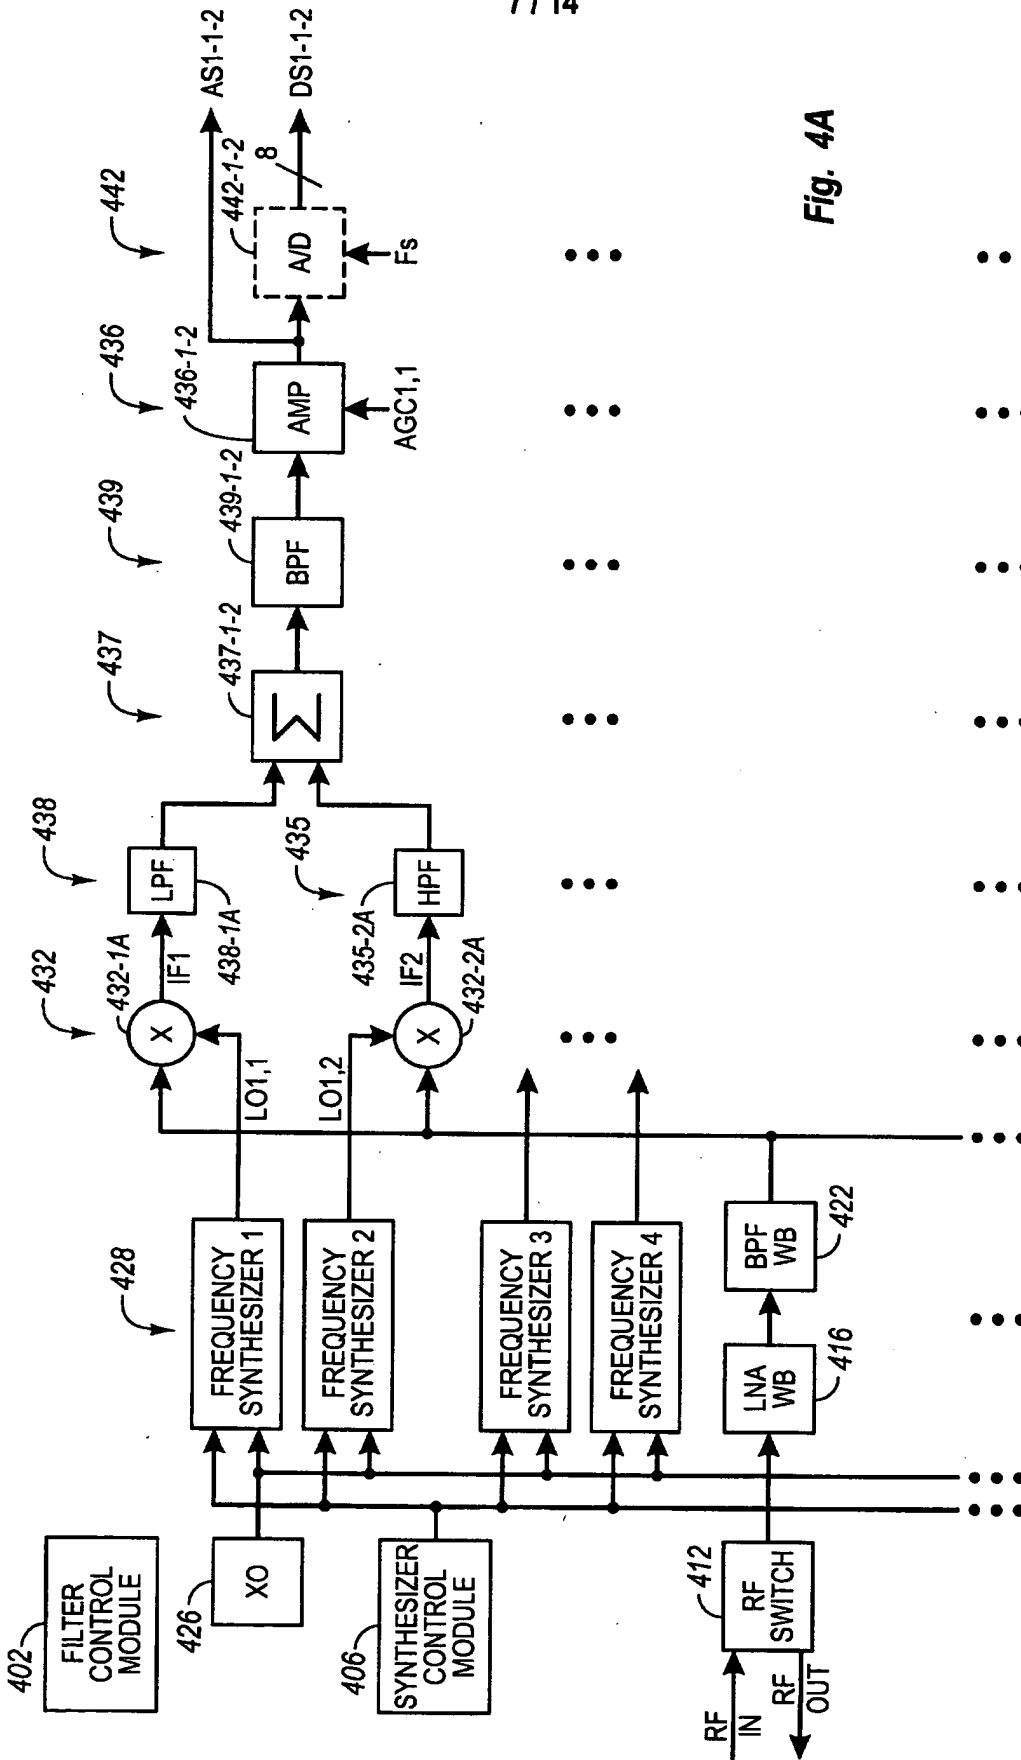 7 / 14
402
FILTER
CONTROL
MODULE
426
XO
406
SYNTHESIZER
CONTROL
MODULE
412
RF
SWITCH
RF
IN
RF
OUT
428
FREQUENCY
SYNTHESIZER 1
FREQUENCY
SYNTHESIZER 2
FREQUENCY
SYNTHESIZER 3
FREQUENCY
SYNTHESIZER 4
LNA
WB
416
BPF
WB
422
LO1,1
LO1,2
432
432-1A
X
IF1
432-2A
X
IF2
438
LPF
438-1A
435
HPF
435-2A
437
437-1-2
Σ
439
439-1-2
BPF
436
436-1-2
AMP
AGC1,1
442
442-1-2
A/D
Fs
8
AS1-1-2
DS1-1-2
Fig. 4A